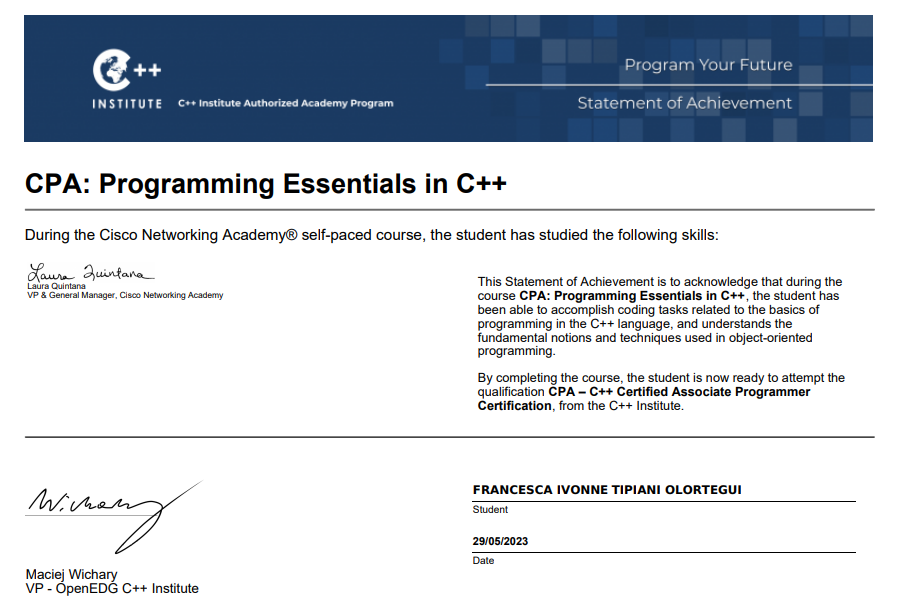 C++
INSTITUTE
C++ Institute Authorized Academy Program
Program Your Future
Statement of Achievement
CPA: Programming Essentials in C++
During the Cisco Networking Academy® self-paced course, the student has studied the following skills:
Laura Quintana
Laura Quintana
VP & General Manager, Cisco Networking Academy
This Statement of Achievement is to acknowledge that during the
course CPA: Programming Essentials in C++, the student has
been able to accomplish coding tasks related to the basics of
programming in the C++ language, and understands the
fundamental notions and techniques used in object-oriented
programming.
By completing the course, the student is now ready to attempt the
qualification CPA – C++ Certified Associate Programmer
Certification, from the C++ Institute.
Wichary
Maciej Wichary
VP - OpenEDG C++ Institute
FRANCESCA IVONNE TIPIANI OLORTEGUI
Student
29/05/2023
Date